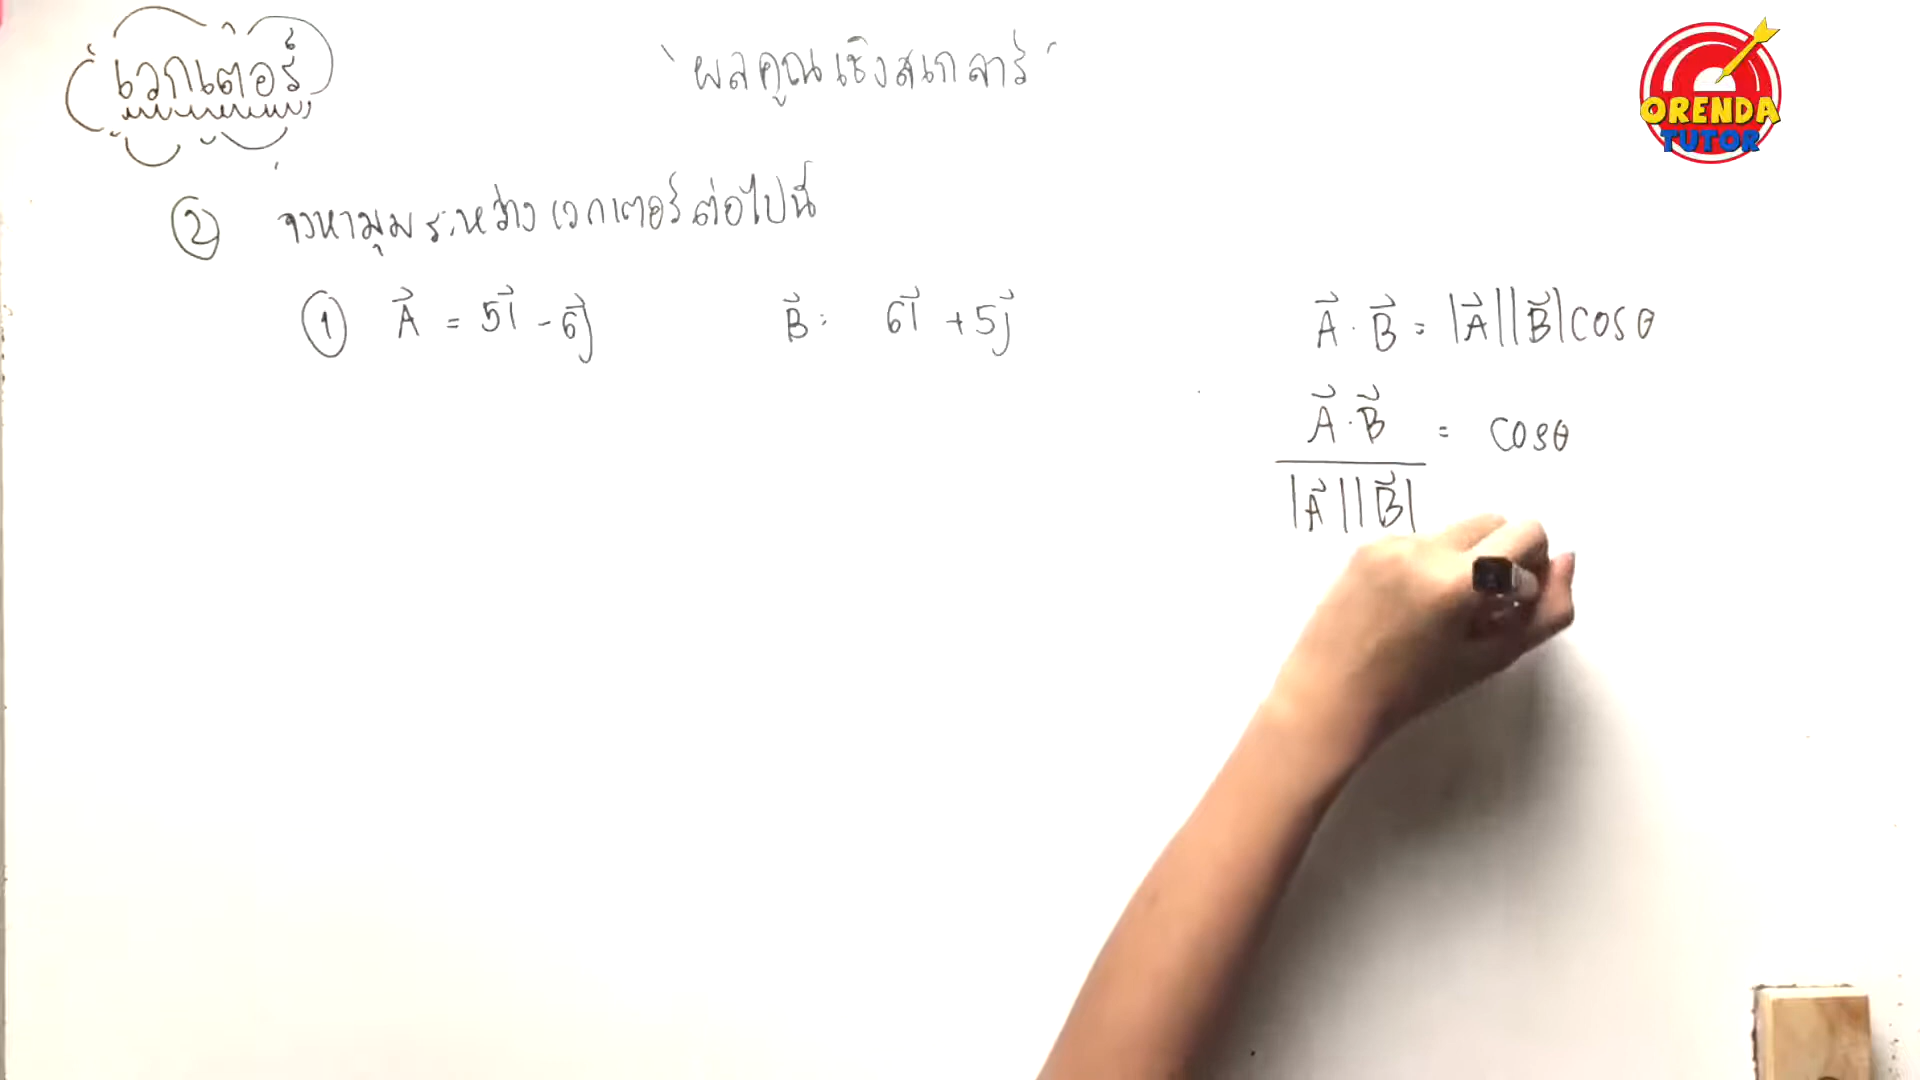 เวกเตอร์
"ผลคูณเชิงสเกลาร์"
ORENDA
TUTOR
② จงหามุมระหว่างเวกเตอร์ต่อไปนี้
① A⃗ = 5i⃗ - 6j⃗ B⃗ = 6i⃗ + 5j⃗
A⃗ · B⃗ = |A⃗||B⃗| cos θ
A⃗ · B⃗ = cos θ
|A⃗||B⃗|